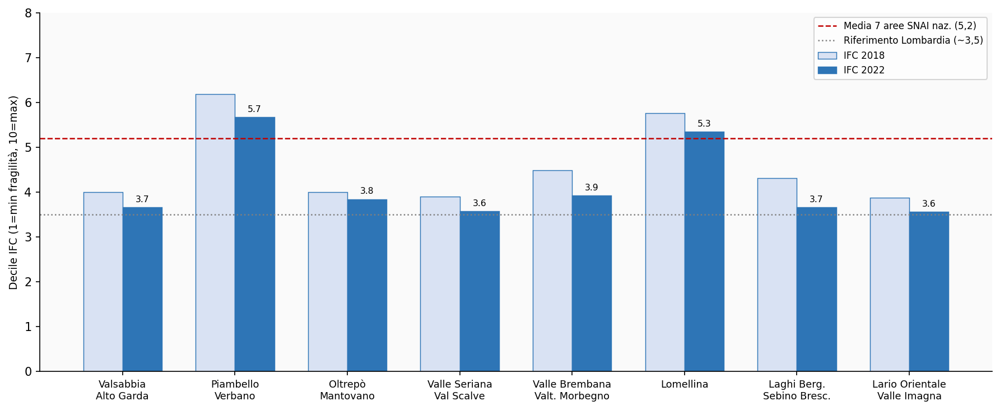 8
7
6
5
4
3
2
1
0
Decile IFC (1=min fragilità, 10=max)
Media 7 aree SNAI naz. (5,2)
Riferimento Lombardia (~3,5)
IFC 2018
IFC 2022
3.7
5.7
3.8
3.6
3.9
5.3
3.7
3.6
Valsabbia
Alto Garda
Piambello
Verbano
Oltrepò
Mantovano
Valle Seriana
Val Scalve
Valle Brembana
Valt. Morbegno
Lomellina
Laghi Berg.
Sebino Bresc.
Lario Orientale
Valle Imagna